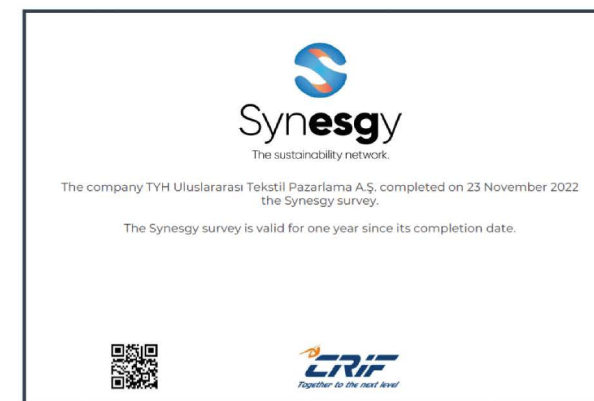 Synesgy
The sustainability network.
The company TYH Uluslararası Tekstil Pazarlama A.Ş. completed on 23 November 2022
the Synesgy survey.
The Synesgy survey is valid for one year since its completion date.
CRIF
Together to the next level